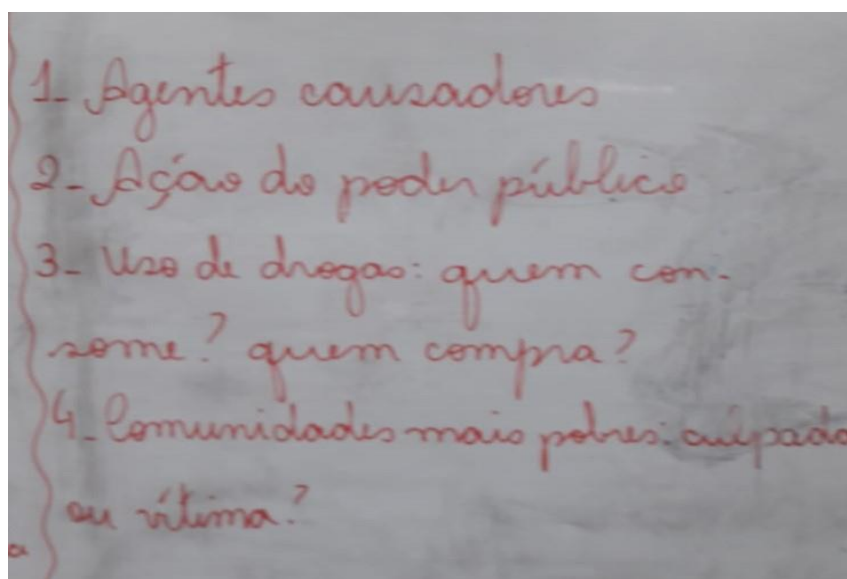 1- Agentes causadores
2- Ação do poder público
3- Uso de drogas: quem con-
some? quem compra?
4- Comunidades mais pobres: culpado
ou vítima?
a